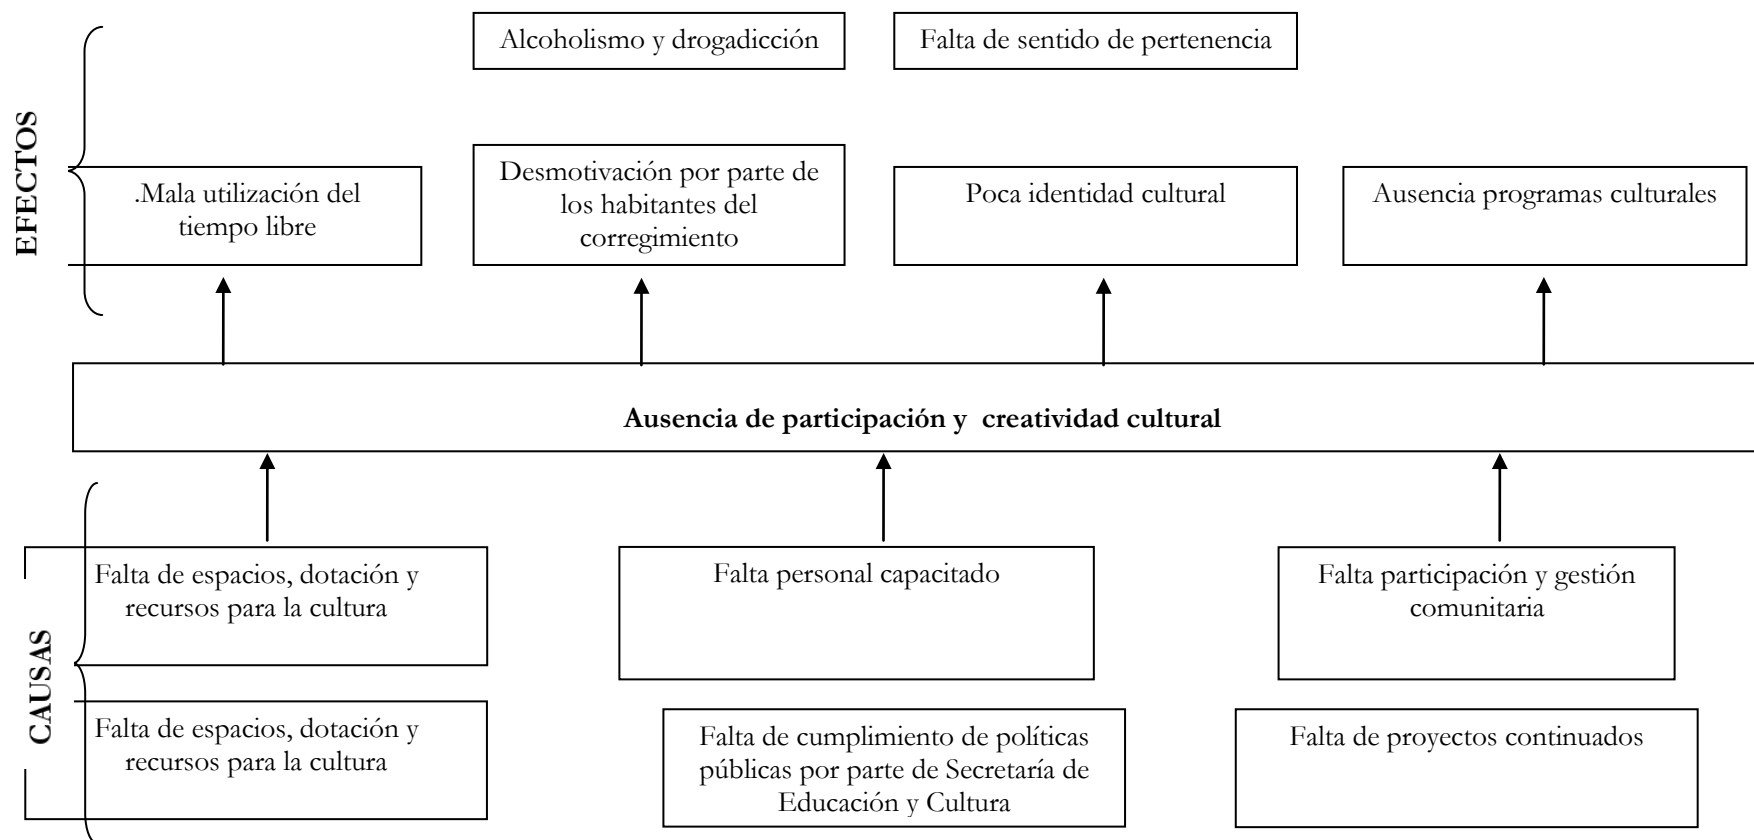 Alcoholismo y drogadicción
Falta de sentido de pertenencia
EFECTOS
.Mala utilización del
tiempo libre
Desmotivación por parte de
los habitantes del
corregimiento
Poca identidad cultural
Ausencia programas culturales
Ausencia de participación y  creatividad cultural
CAUSAS
Falta de espacios, dotación y
recursos para la cultura
Falta personal capacitado
Falta participación y gestión
comunitaria
Falta de espacios, dotación y
recursos para la cultura
Falta de cumplimiento de políticas
públicas por parte de Secretaría de
Educación y Cultura
Falta de proyectos continuados